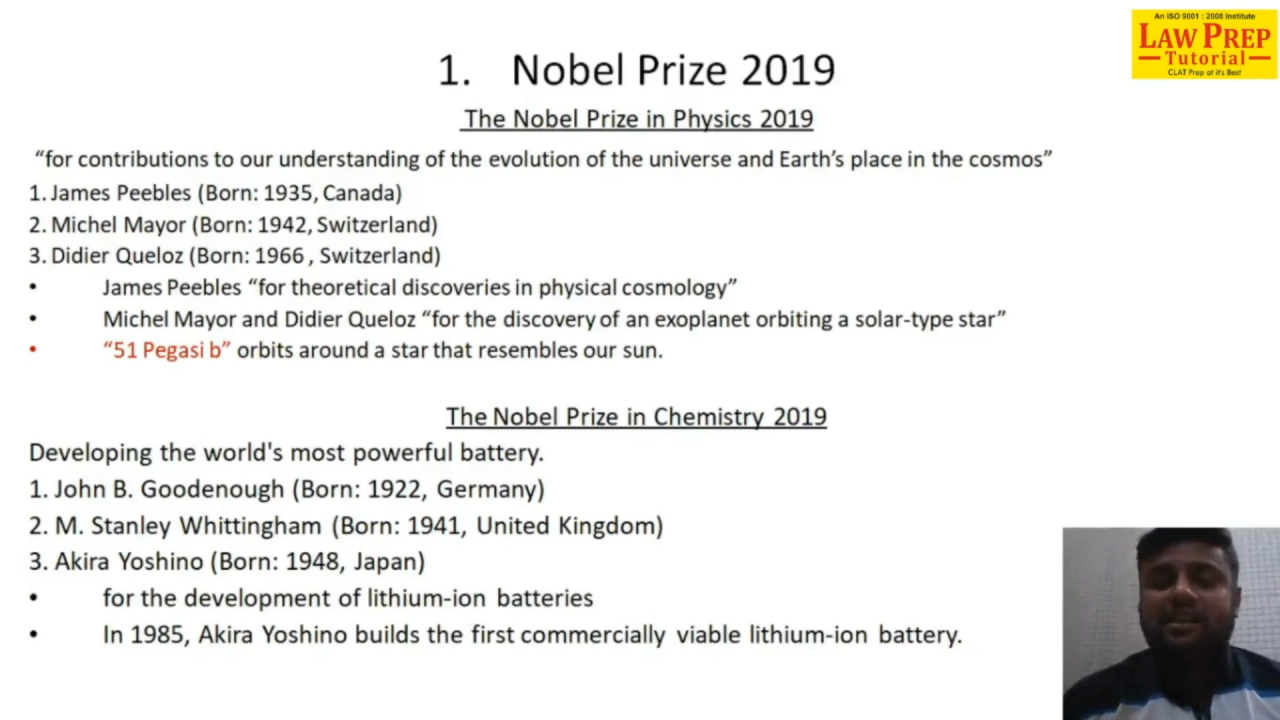 An ISO 9001 : 2008 Institute
LAW PREP
Tutorial
CLAT Prep at it's Best
1. Nobel Prize 2019
The Nobel Prize in Physics 2019
“for contributions to our understanding of the evolution of the universe and Earth’s place in the cosmos”
1. James Peebles (Born: 1935, Canada)
2. Michel Mayor (Born: 1942, Switzerland)
3. Didier Queloz (Born: 1966 , Switzerland)
• James Peebles “for theoretical discoveries in physical cosmology”
• Michel Mayor and Didier Queloz “for the discovery of an exoplanet orbiting a solar-type star”
• “51 Pegasi b” orbits around a star that resembles our sun.
The Nobel Prize in Chemistry 2019
Developing the world's most powerful battery.
1. John B. Goodenough (Born: 1922, Germany)
2. M. Stanley Whittingham (Born: 1941, United Kingdom)
3. Akira Yoshino (Born: 1948, Japan)
• for the development of lithium-ion batteries
• In 1985, Akira Yoshino builds the first commercially viable lithium-ion battery.